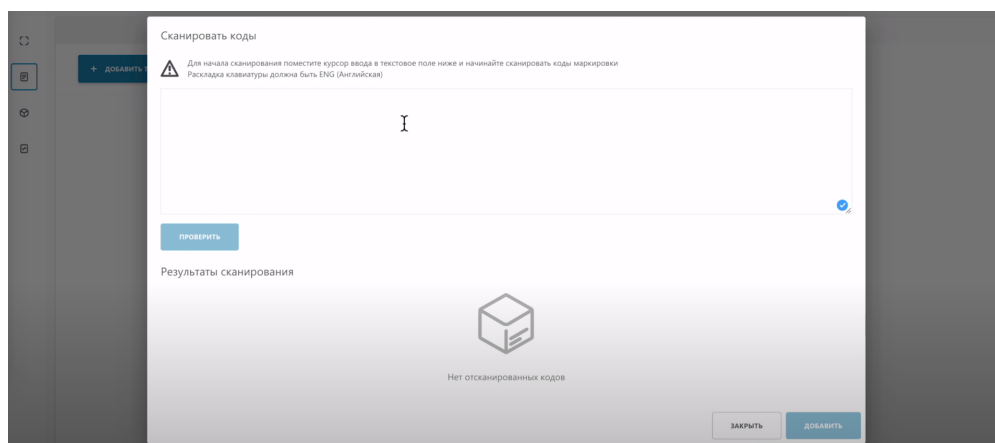 Сканировать коды
Для начала сканирования поместите курсор ввода в текстовое поле ниже и начинайте сканировать коды маркировки
Раскладка клавиатуры должна быть ENG (Английская)
+ ДОБАВИТЬ Т
ПРОВЕРИТЬ
Результаты сканирования
Нет отсканированных кодов
ЗАКРЫТЬ
ДОБАВИТЬ